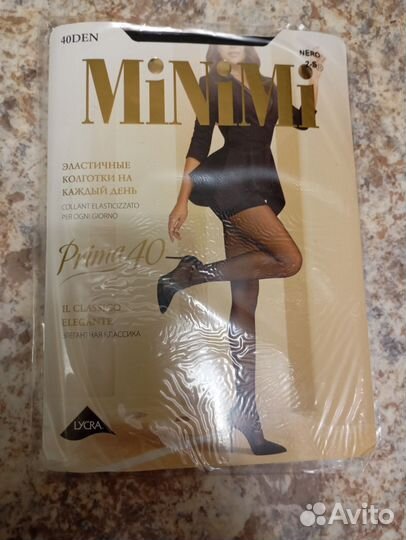 40DEN
NERO
2-S
MiNiMi
ЭЛАСТИЧНЫЕ
КОЛГОТКИ НА
КАЖДЫЙ ДЕНЬ
COLLANT ELASTICIZZATO
PER OGNI GIORNO
Prima 40
IL CLASSICO
ELEGANTE
ЭЛЕГАНТНАЯ КЛАССИКА
LYCRA
Avito